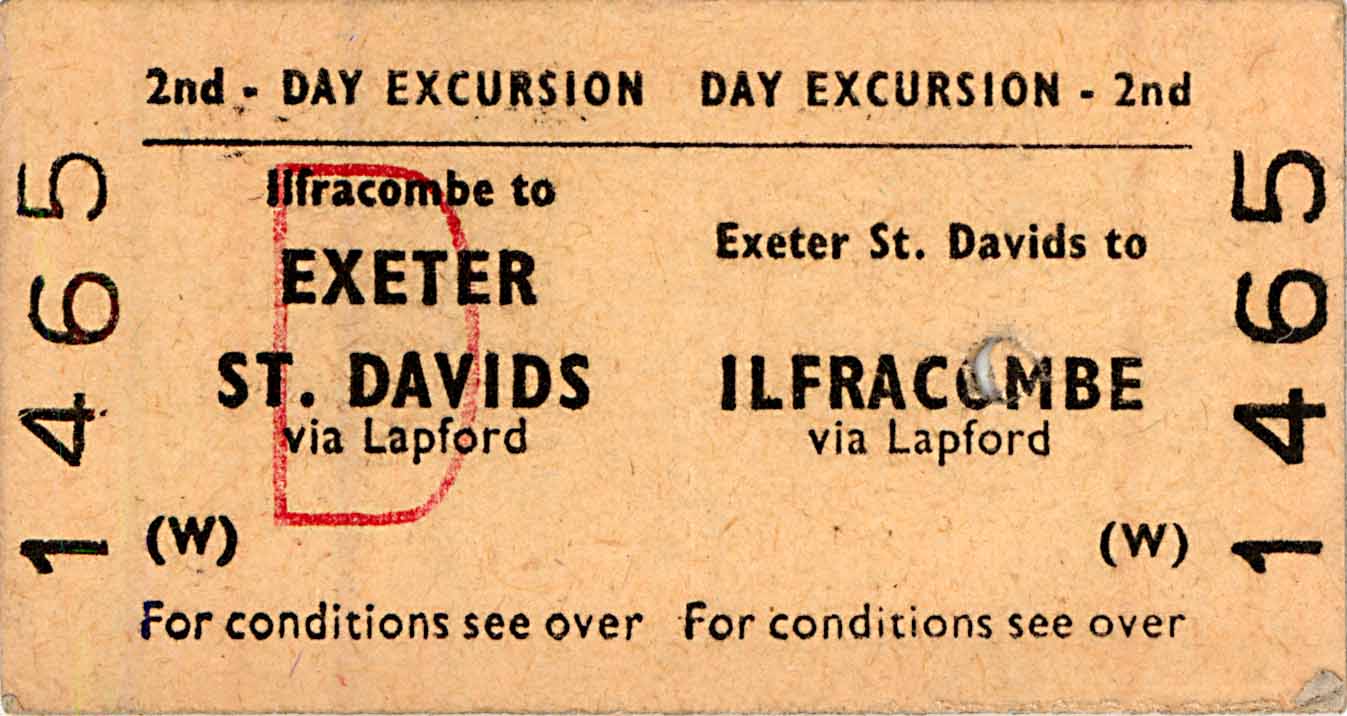 2nd - DAY EXCURSION DAY EXCURSION - 2nd
Ilfracombe to
EXETER
ST. DAVIDS
via Lapford
(W)
For conditions see over
Exeter St. Davids to
ILFRACOMBE
via Lapford
(W)
For conditions see over
D
1465
1465